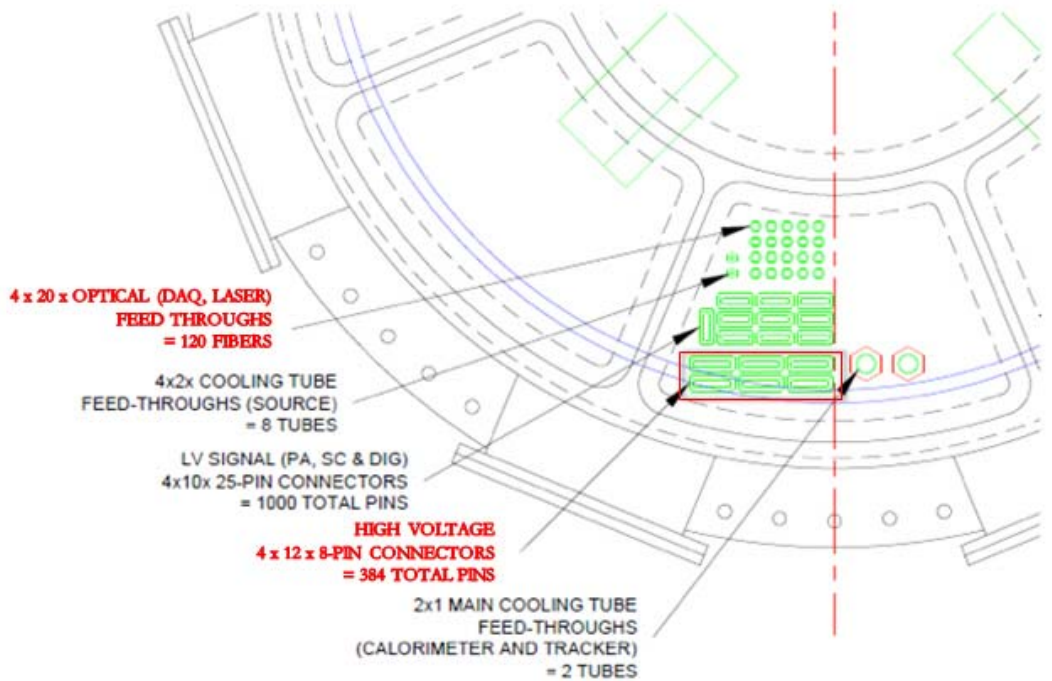 4 x 20 x OPTICAL (DAQ, LASER)
FEED THROUGHS
= 120 FIBERS
4x2x COOLING TUBE
FEED-THROUGHS (SOURCE)
= 8 TUBES
LV SIGNAL (PA, SC & DIG)
4x10x 25-PIN CONNECTORS
= 1000 TOTAL PINS
HIGH VOLTAGE
4 x 12 x 8-PIN CONNECTORS
= 384 TOTAL PINS
2x1 MAIN COOLING TUBE
FEED-THROUGHS
(CALORIMETER AND TRACKER)
= 2 TUBES